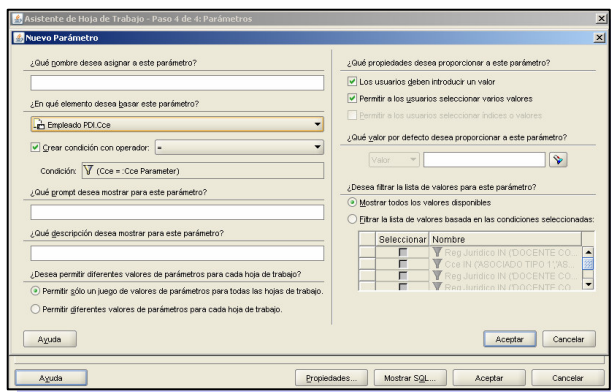 Asistente de Hoja de Trabajo - Paso 4 de 4: Parámetros
Nuevo Parámetro
¿Qué nombre desea asignar a este parámetro?
¿En qué elemento desea basar este parámetro?
Empleado PDI.Cce
Crear condición con operador: =
Condición: (Cce = :Cce Parameter)
¿Qué prompt desea mostrar para este parámetro?
¿Qué descripción desea mostrar para este parámetro?
¿Desea permitir diferentes valores de parámetros para cada hoja de trabajo?
Permitir sólo un juego de valores de parámetros para todas las hojas de trabajo.
Permitir diferentes valores de parámetros para cada hoja de trabajo.
Ayuda
¿Qué propiedades desea proporcionar a este parámetro?
Los usuarios deben introducir un valor
Permitir a los usuarios seleccionar varios valores
Permitir a los usuarios seleccionar índices o valores
¿Qué valor por defecto desea proporcionar a este parámetro?
Valor
¿Desea filtrar la lista de valores para este parámetro?
Mostrar todos los valores disponibles
Filtrar la lista de valores basada en las condiciones seleccionadas:
Seleccionar Nombre
Reg Juridico IN ('DOCENTE CO...
Cce IN ('ASOCIADO TIPO 1','AS...
Reg Juridico IN ('DOCENTE CO...
Aceptar Cancelar
Ayuda Propiedades... Mostrar SQL... Aceptar Cancelar